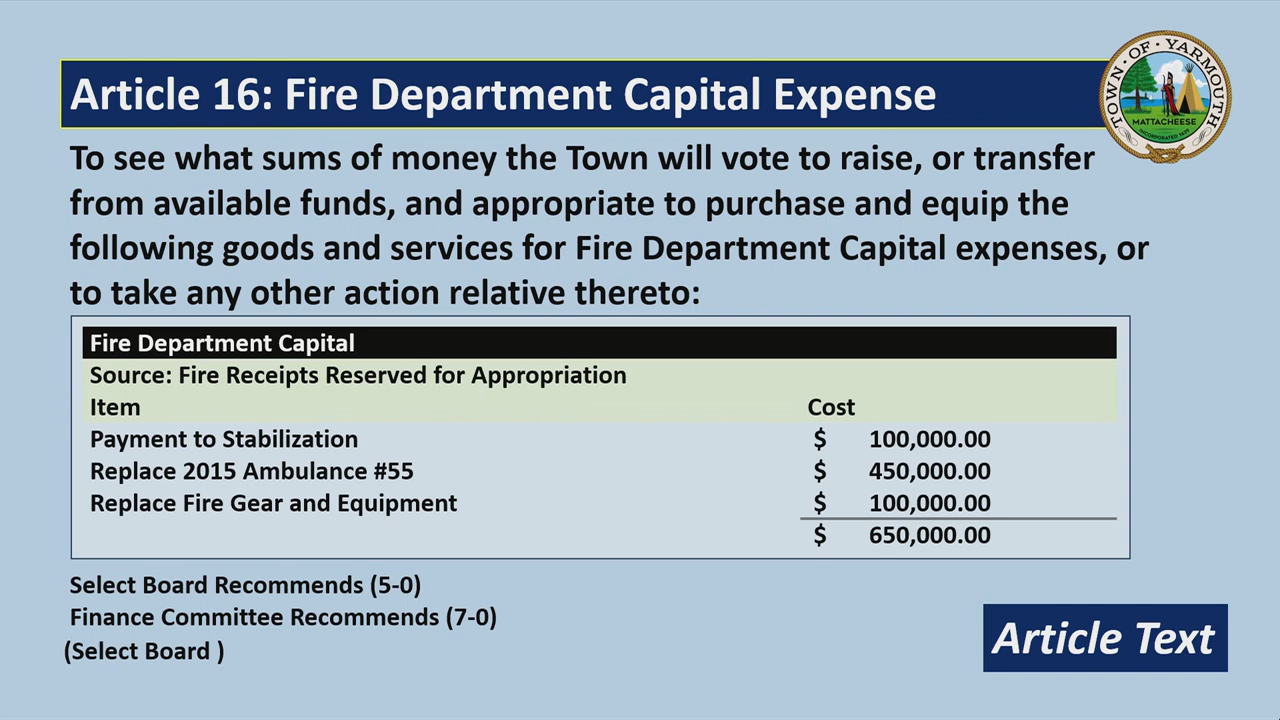 Article 16: Fire Department Capital Expense
TOWN · OF · YARMOUTH
MATTACHEESE
INCORPORATED 1639
To see what sums of money the Town will vote to raise, or transfer
from available funds, and appropriate to purchase and equip the
following goods and services for Fire Department Capital expenses, or
to take any other action relative thereto:
Fire Department Capital
Source: Fire Receipts Reserved for Appropriation
Item Cost
Payment to Stabilization $ 100,000.00
Replace 2015 Ambulance #55 $ 450,000.00
Replace Fire Gear and Equipment $ 100,000.00
$ 650,000.00
Select Board Recommends (5-0)
Finance Committee Recommends (7-0)
(Select Board )
Article Text